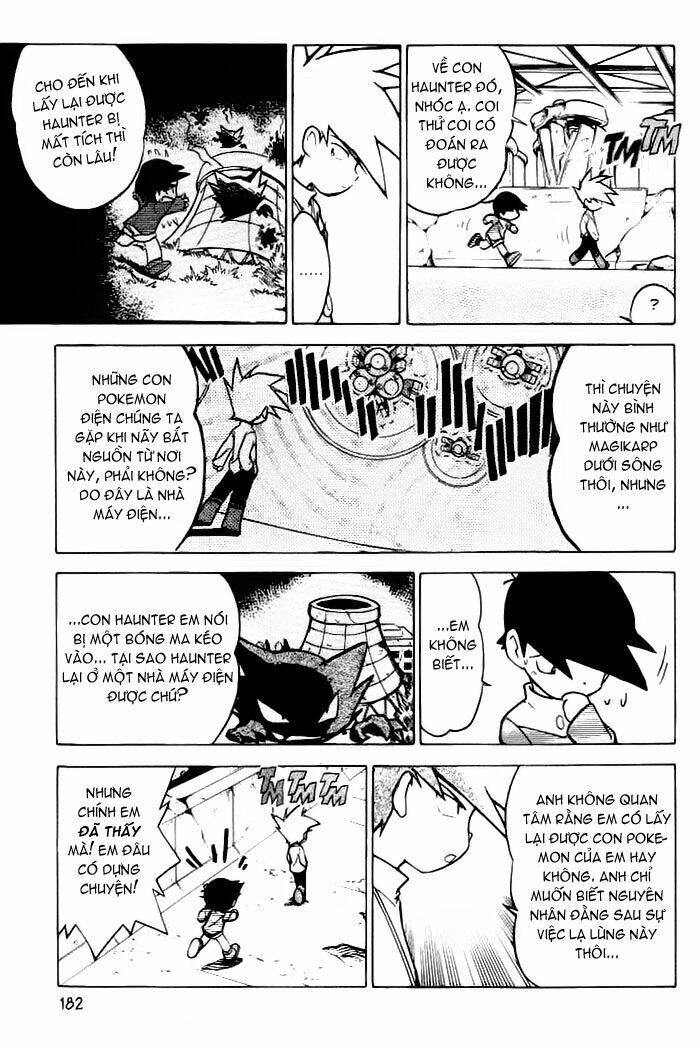 CHO ĐẾN KHI
LẤY LẠI ĐƯỢC
HAUNTER BỊ
MẤT TÍCH THÌ
CÒN LÂU!
......
VỀ CON
HAUNTER ĐÓ,
NHÓC Ạ. COI
THỬ COI CÓ
ĐOÁN RA
ĐƯỢC
KHÔNG...
TM TM
?
NHỮNG CON
POKEMON
ĐIỆN CHÚNG TA
GẶP KHI NÃY BẮT
NGUỒN TỪ NƠI
NÀY, PHẢI KHÔNG?
DO ĐÂY LÀ NHÀ
MÁY ĐIỆN...
THÌ CHUYỆN
NÀY BÌNH
THƯỜNG NHƯ
MAGIKARP
DƯỚI SÔNG
THÔI, NHƯNG
...
...CON HAUNTER EM NÓI
BỊ MỘT BÓNG MA KÉO
VÀO... TẠI SAO HAUNTER
LẠI Ở MỘT NHÀ MÁY ĐIỆN
ĐƯỢC CHỨ?
...EM
KHÔNG
BIẾT...
NHƯNG
CHÍNH EM
ĐÃ THẤY
MÀ! EM ĐÂU
CÓ DỰNG
CHUYỆN!
TM TM TM
ANH KHÔNG QUAN
TÂM RẰNG EM CÓ LẤY
LẠI ĐƯỢC CON POKE-
MON CỦA EM HAY
KHÔNG. ANH CHỈ
MUỐN BIẾT NGUYÊN
NHÂN ĐẰNG SAU SỰ
VIỆC LẠ LÙNG NÀY
THÔI...
182